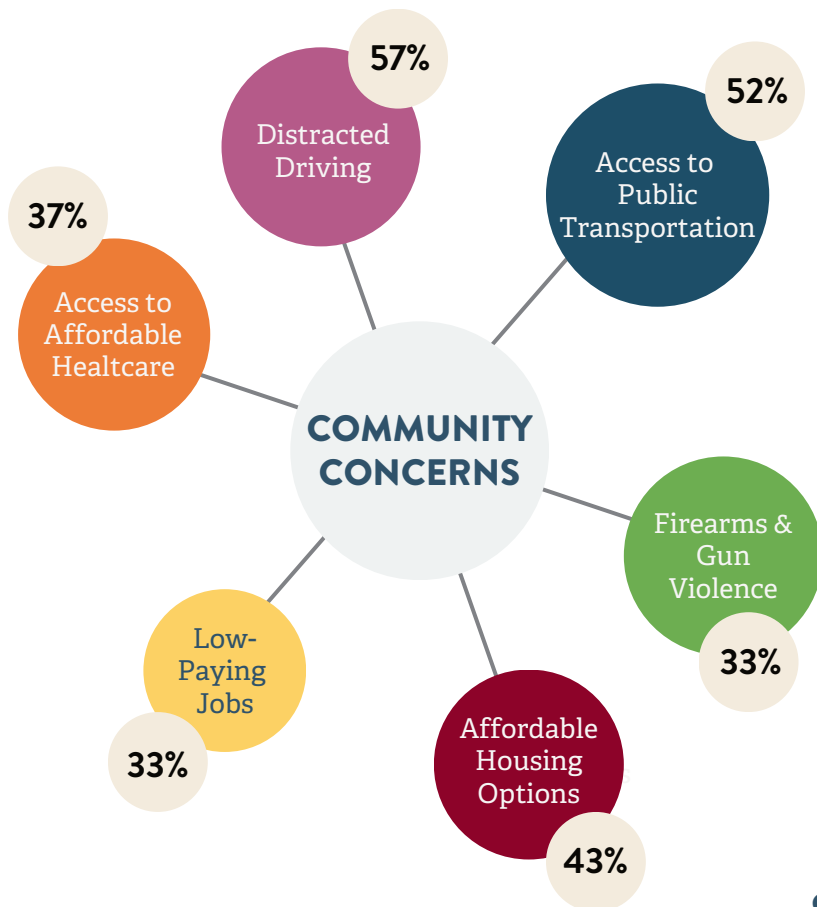 57%
Distracted
Driving
52%
Access to
Public
Transportation
37%
Access to
Affordable
Healtcare
COMMUNITY
CONCERNS
Firearms &
Gun
Violence
33%
Low-
Paying
Jobs
33%
Affordable
Housing
Options
43%